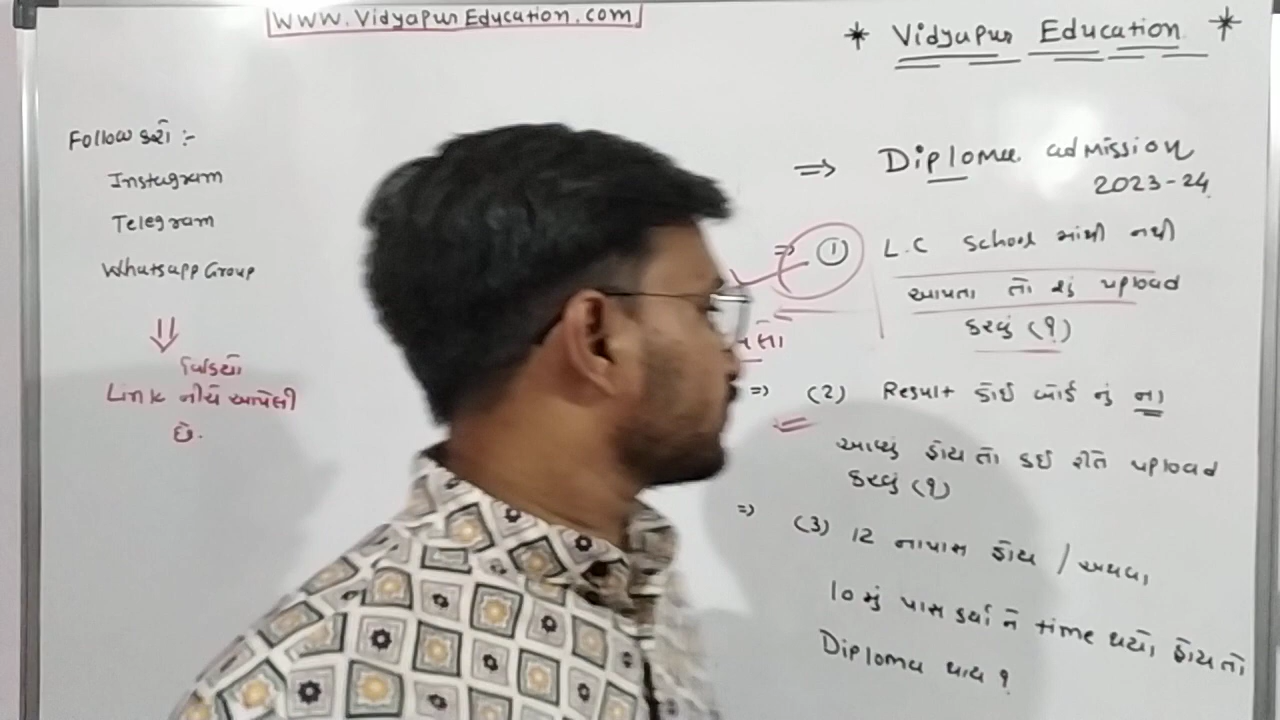 www.VidyapurEducation.com
* Vidyapur Education *
Follow કરો :-
Instagram
Telegram
Whatsapp Group
⇓
વિડિયો
Link નીચે આપેલી
છે.
⇒ Diploma admission
2023-24
⇒ (1) L.C School માંથી નથી
આપતા તો શું upload
કરવું (?)
⇒ (2) Result કોઈ બોર્ડ નું ના
આવ્યું હોય તો કઈ રીતે upload
કરવું (?)
⇒ (3) 12 નાપાસ હોય / અથવા
10મું પાસ કર્યા ને time થયો હોય તો
Diploma થાય ?